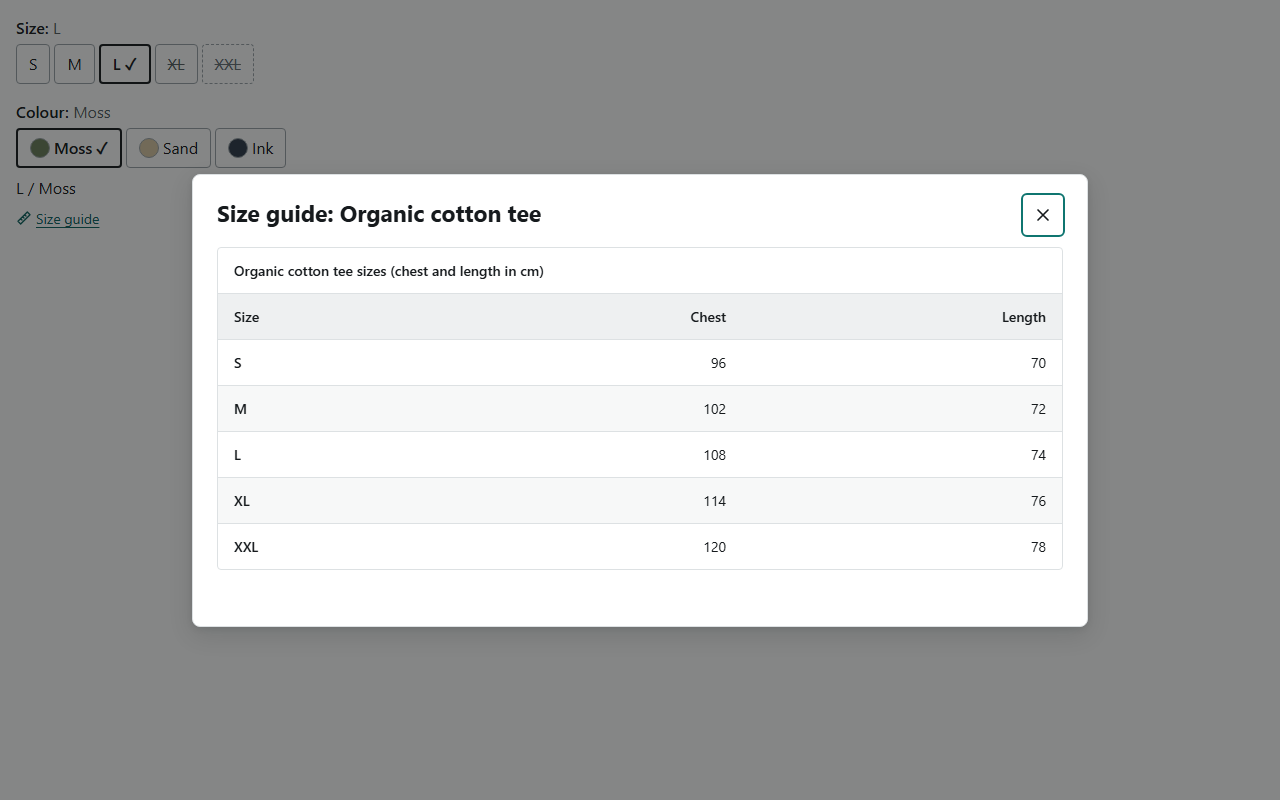 Size: L
S M L ✓ XL XXL
Colour: Moss
Moss ✓ Sand Ink
L / Moss
Size guide
Size guide: Organic cotton tee
Organic cotton tee sizes (chest and length in cm)
Size Chest Length
S 96 70
M 102 72
L 108 74
XL 114 76
XXL 120 78